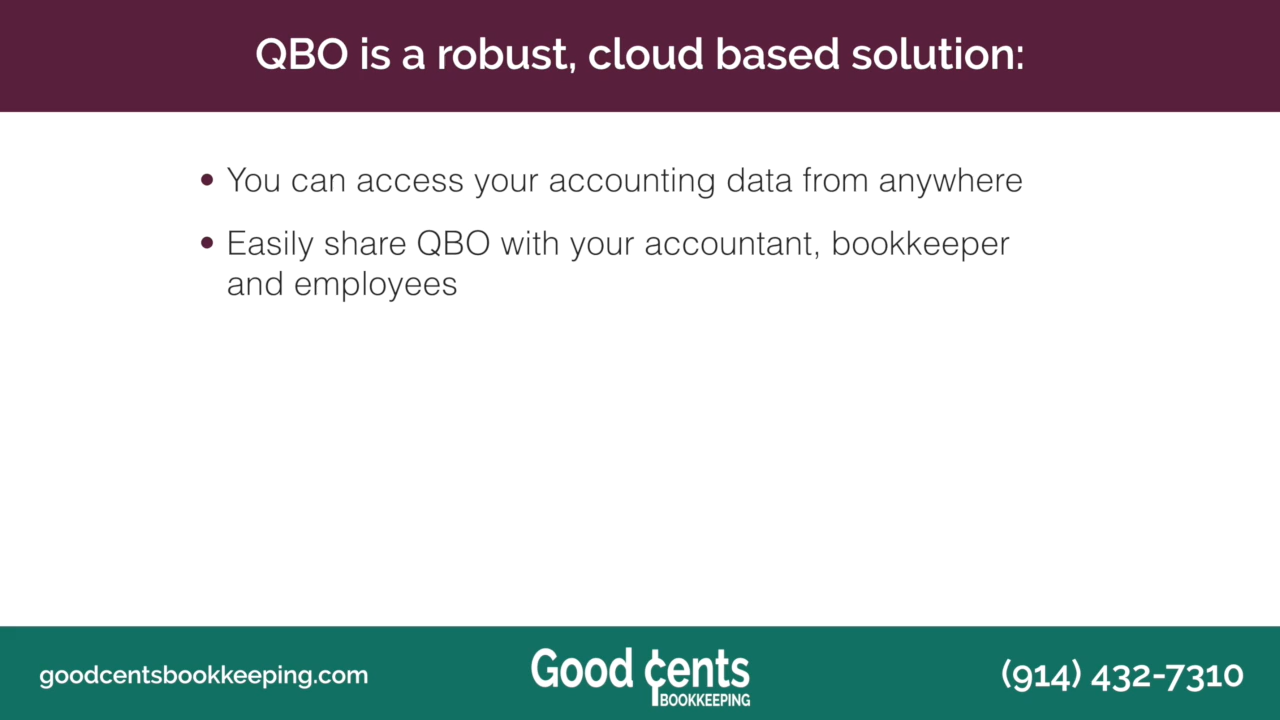 QBO is a robust, cloud based solution:
• You can access your accounting data from anywhere
• Easily share QBO with your accountant, bookkeeper
and employees
goodcentsbookkeeping.com
Good cents
BOOKKEEPING
(914) 432-7310